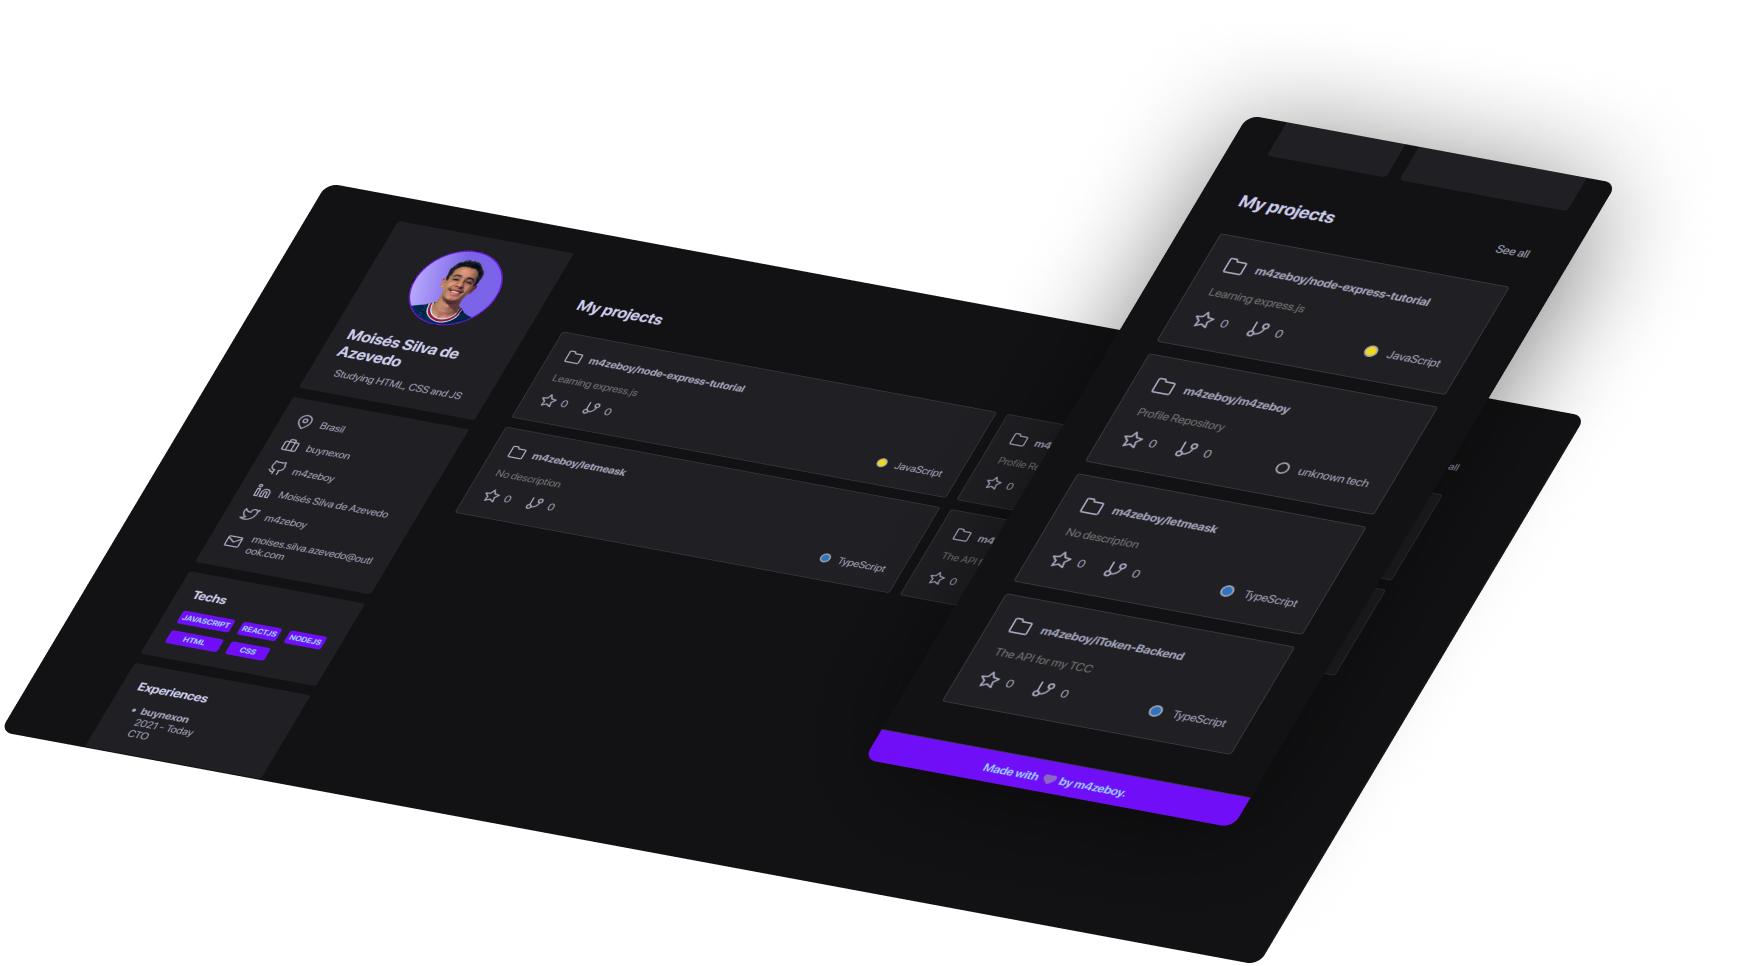 Moisés Silva de
Azevedo
Studying HTML, CSS and JS
Brasil
buynexon
m4zeboy
Moisés Silva de Azevedo
m4zeboy
moises.silva.azevedo@outl
ook.com
Techs
JAVASCRIPT REACTJS NODEJS
HTML CSS
Experiences
• buynexon
2021 - Today
CTO
My projects
all
m4zeboy/node-express-tutorial
Learning express.js
0 0
JavaScript
m4
Profile Re
0
m4zeboy/letmeask
No description
0 0
TypeScript
m4
The API f
0
My projects
See all
m4zeboy/node-express-tutorial
Learning express.js
0 0
JavaScript
m4zeboy/m4zeboy
Profile Repository
0 0
unknown tech
m4zeboy/letmeask
No description
0 0
TypeScript
m4zeboy/iToken-Backend
The API for my TCC
0 0
TypeScript
Made with 💜 by m4zeboy.